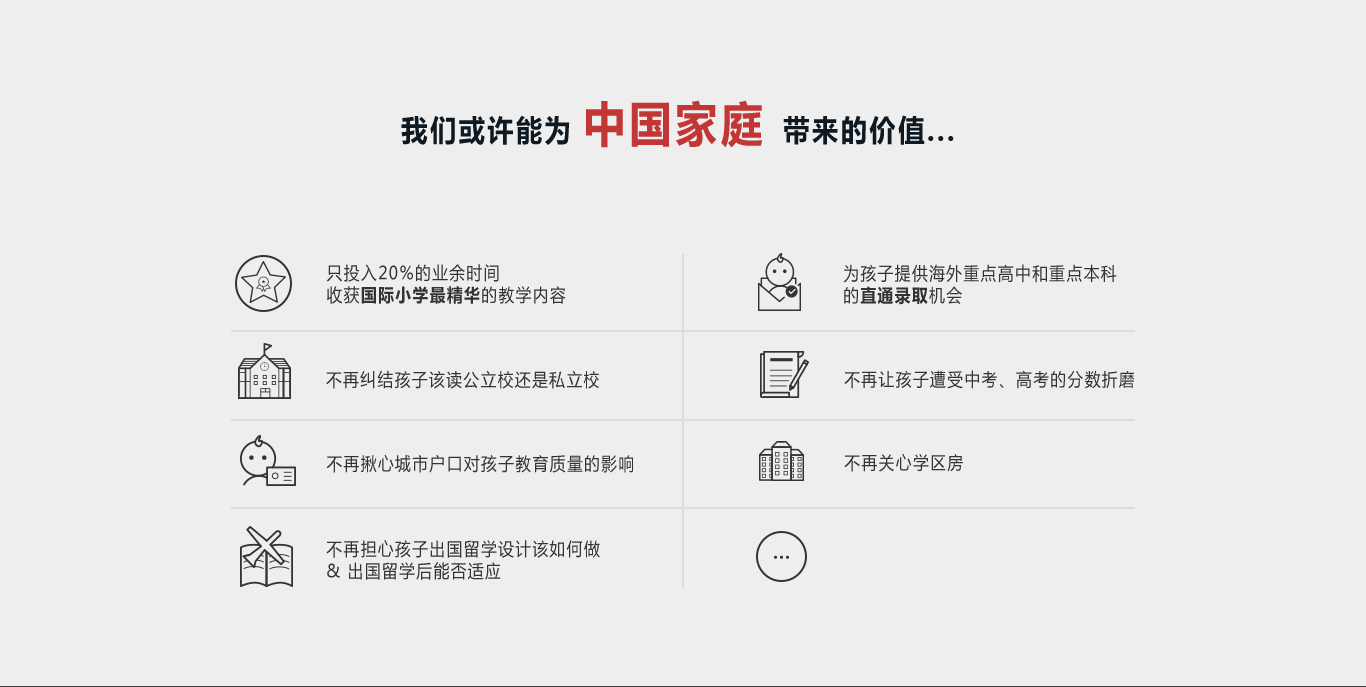 我们或许能为 中国家庭 带来的价值...
只投入20%的业余时间
收获国际小学最精华的教学内容
为孩子提供海外重点高中和重点本科
的直通录取机会
不再纠结孩子该读公立校还是私立校
不再让孩子遭受中考、高考的分数折磨
不再揪心城市户口对孩子教育质量的影响
不再关心学区房
不再担心孩子出国留学设计该如何做
& 出国留学后能否适应